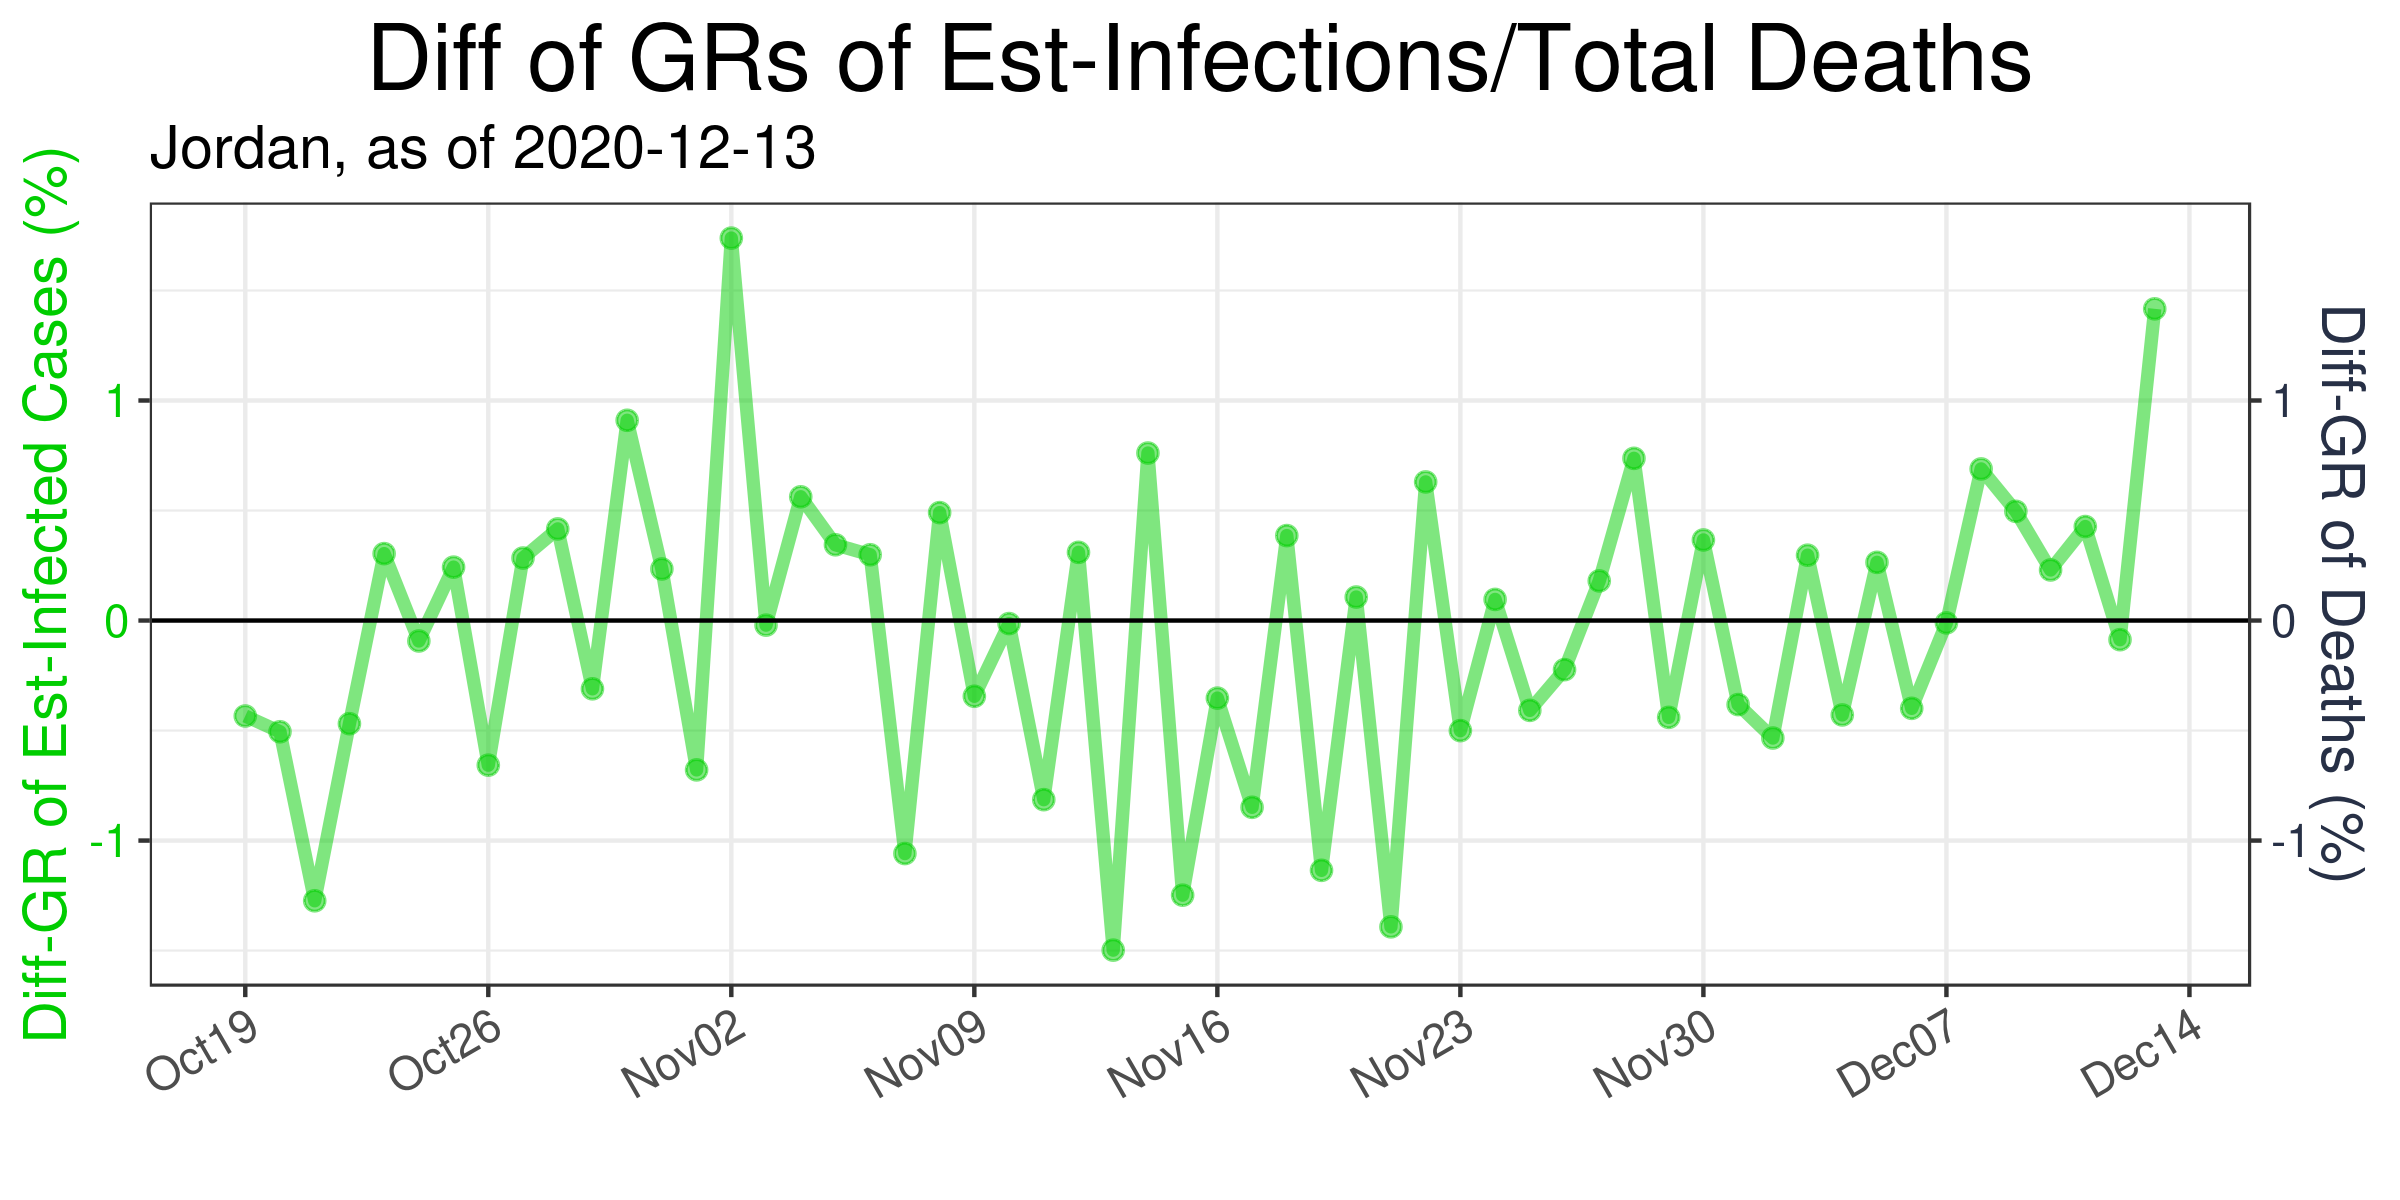 Diff of GRs of Est-Infections/Total Deaths
Jordan, as of 2020-12-13
Diff-GR of Est-Infected Cases (%)
1
0
-1
1
0
-1
Diff-GR of Deaths (%)
Oct19
Oct26
Nov02
Nov09
Nov16
Nov23
Nov30
Dec07
Dec14